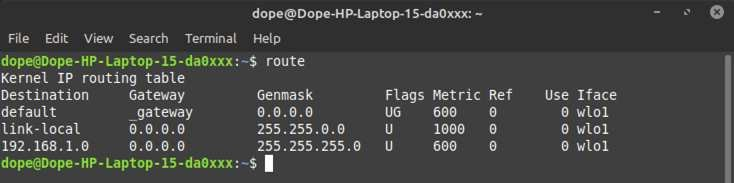 dope@Dope-HP-Laptop-15-da0xxx: ~
File Edit View Search Terminal Help
dope@Dope-HP-Laptop-15-da0xxx:~$ route
Kernel IP routing table
Destination     Gateway         Genmask         Flags Metric Ref    Use Iface
default         _gateway        0.0.0.0         UG    600    0        0 wlo1
link-local      0.0.0.0         255.255.0.0     U     1000   0        0 wlo1
192.168.1.0     0.0.0.0         255.255.255.0   U     600    0        0 wlo1
dope@Dope-HP-Laptop-15-da0xxx:~$